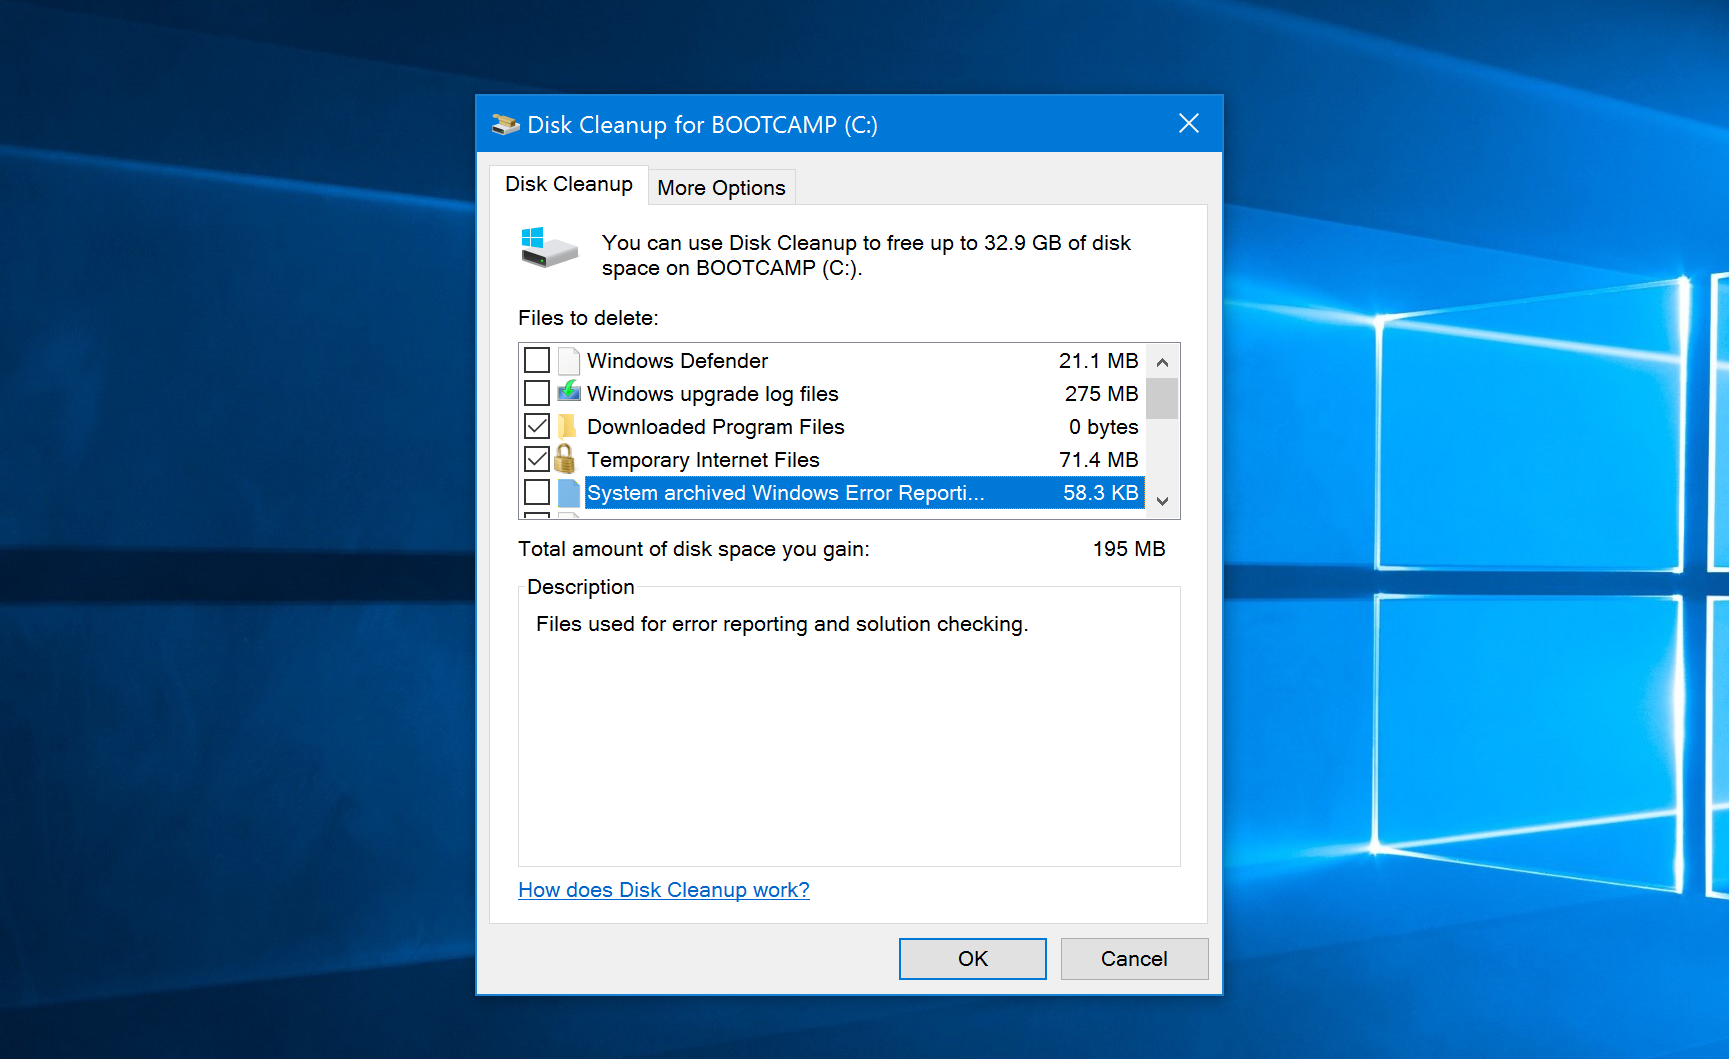 Disk Cleanup for BOOTCAMP (C:)
Disk Cleanup
More Options
You can use Disk Cleanup to free up to 32.9 GB of disk
space on BOOTCAMP (C:).
Files to delete:
Windows Defender 21.1 MB
Windows upgrade log files 275 MB
Downloaded Program Files 0 bytes
Temporary Internet Files 71.4 MB
System archived Windows Error Reporti... 58.3 KB
Total amount of disk space you gain: 195 MB
Description
Files used for error reporting and solution checking.
How does Disk Cleanup work?
OK
Cancel